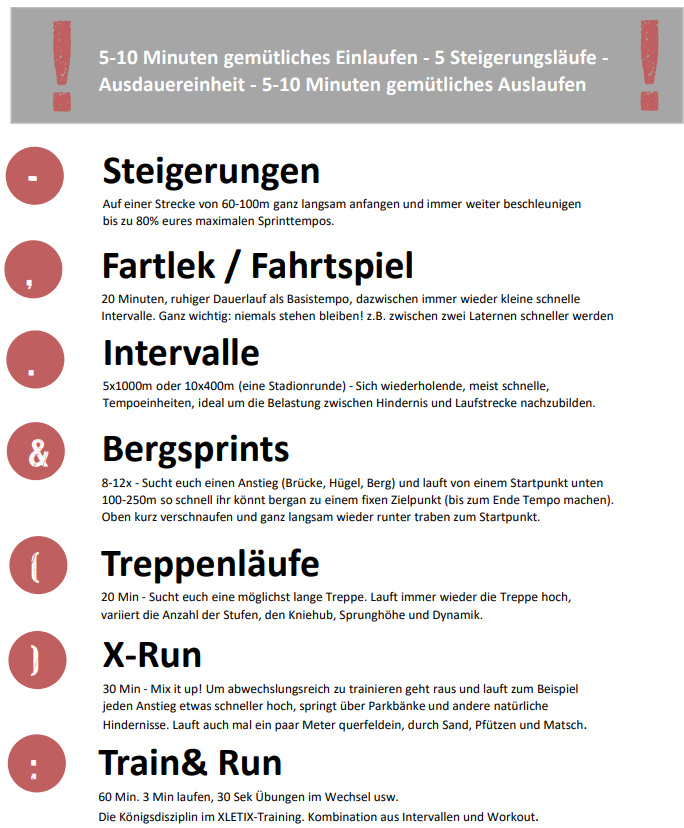 !
5-10 Minuten gemütliches Einlaufen - 5 Steigerungsläufe -
Ausdauereinheit - 5-10 Minuten gemütliches Auslaufen
!
-
Steigerungen
Auf einer Strecke von 60-100m ganz langsam anfangen und immer weiter beschleunigen
bis zu 80% eures maximalen Sprinttempos.
,
Fartlek / Fahrtspiel
20 Minuten, ruhiger Dauerlauf als Basistempo, dazwischen immer wieder kleine schnelle
Intervalle. Ganz wichtig: niemals stehen bleiben! z.B. zwischen zwei Laternen schneller werden
.
Intervalle
5x1000m oder 10x400m (eine Stadionrunde) - Sich wiederholende, meist schnelle,
Tempoeinheiten, ideal um die Belastung zwischen Hindernis und Laufstrecke nachzubilden.
&
Bergsprints
8-12x - Sucht euch einen Anstieg (Brücke, Hügel, Berg) und lauft von einem Startpunkt unten
100-250m so schnell ihr könnt bergan zu einem fixen Zielpunkt (bis zum Ende Tempo machen).
Oben kurz verschnaufen und ganz langsam wieder runter traben zum Startpunkt.
(
Treppenläufe
20 Min - Sucht euch eine möglichst lange Treppe. Lauft immer wieder die Treppe hoch,
variiert die Anzahl der Stufen, den Kniehub, Sprunghöhe und Dynamik.
)
X-Run
30 Min - Mix it up! Um abwechslungsreich zu trainieren geht raus und lauft zum Beispiel
jeden Anstieg etwas schneller hoch, springt über Parkbänke und andere natürliche
Hindernisse. Lauft auch mal ein paar Meter querfeldein, durch Sand, Pfützen und Matsch.
:
Train& Run
60 Min. 3 Min laufen, 30 Sek Übungen im Wechsel usw.
Die Königsdisziplin im XLETIX-Training. Kombination aus Intervallen und Workout.